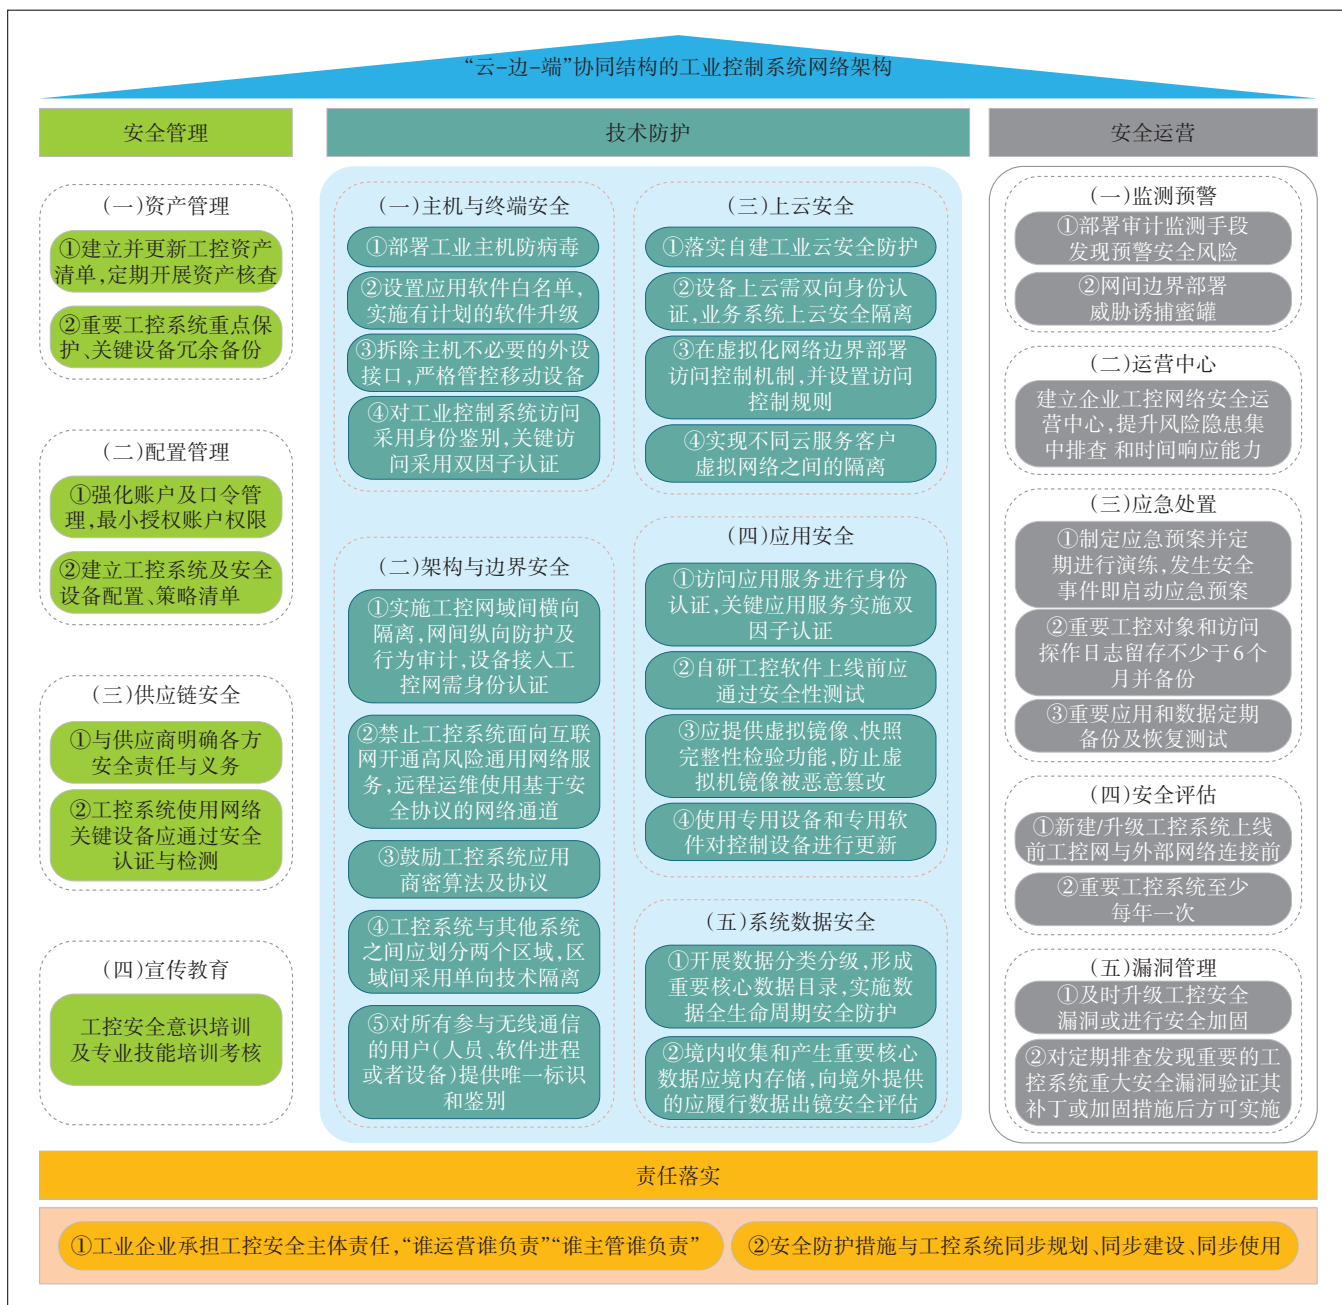 “云-边-端”协同结构的工业控制系统网络架构
安全管理
(一)资产管理
①建立并更新工控资产
清单,定期开展资产核查
②重要工控系统重点保
护、关键设备冗余备份
(二)配置管理
①强化账户及口令管
理,最小授权账户权限
②建立工控系统及安全
设备配置、策略清单
(三)供应链安全
①与供应商明确各方
安全责任与义务
②工控系统使用网络
关键设备应通过安全
认证与检测
(四)宣传教育
工控安全意识培训
及专业技能培训考核
技术防护
(一)主机与终端安全
①部署工业主机防病毒
②设置应用软件白名单,
实施有计划的软件升级
③拆除主机不必要的外设
接口,严格管控移动设备
④对工业控制系统访问
采用身份鉴别,关键访
问采用双因子认证
(二)架构与边界安全
①实施工控网域间横向
隔离,网间纵向防护及
行为审计,设备接入工
控网需身份认证
②禁止工控系统面向互联
网开通高风险通用网络服
务,远程运维使用基于安
全协议的网络通道
③鼓励工控系统应用
商密算法及协议
④工控系统与其他系统
之间应划分两个区域,区
域间采用单向技术隔离
⑤对所有参与无线通信
的用户(人员、软件进程
或者设备)提供唯一标识
和鉴别
(三)上云安全
①落实自建工业云安全防护
②设备上云需双向身份认
证,业务系统上云安全隔离
③在虚拟化网络边界部署
访问控制机制,并设置访问
控制规则
④实现不同云服务客户
虚拟网络之间的隔离
(四)应用安全
①访问应用服务进行身份
认证,关键应用服务实施双
因子认证
②自研工控软件上线前应
通过安全性测试
③应提供虚拟镜像、快照
完整性检验功能,防止虚
拟机镜像被恶意篡改
④使用专用设备和专用软
件对控制设备进行更新
(五)系统数据安全
①开展数据分类分级,形成
重要核心数据目录,实施数
据全生命周期安全防护
②境内收集和产生重要核心
数据应境内存储,向境外提供
的应履行数据出镜安全评估
安全运营
(一)监测预警
①部署审计监测手段
发现预警安全风险
②网间边界部署
威胁诱捕蜜罐
(二)运营中心
建立企业工控网络安全运
营中心,提升风险隐患集
中排查 和时间响应能力
(三)应急处置
①制定应急预案并定
期进行演练,发生安全
事件即启动应急预案
②重要工控对象和访问
探作日志留存不少于6个
月并备份
③重要应用和数据定期
备份及恢复测试
(四)安全评估
①新建/升级工控系统上线
前工控网与外部网络连接前
②重要工控系统至少
每年一次
(五)漏洞管理
①及时升级工控安全
漏洞或进行安全加固
②对定期排查发现重要的工
控系统重大安全漏洞验证其
补丁或加固措施后方可实施
责任落实
①工业企业承担工控安全主体责任,“谁运营谁负责”“谁主管谁负责”
②安全防护措施与工控系统同步规划、同步建设、同步使用